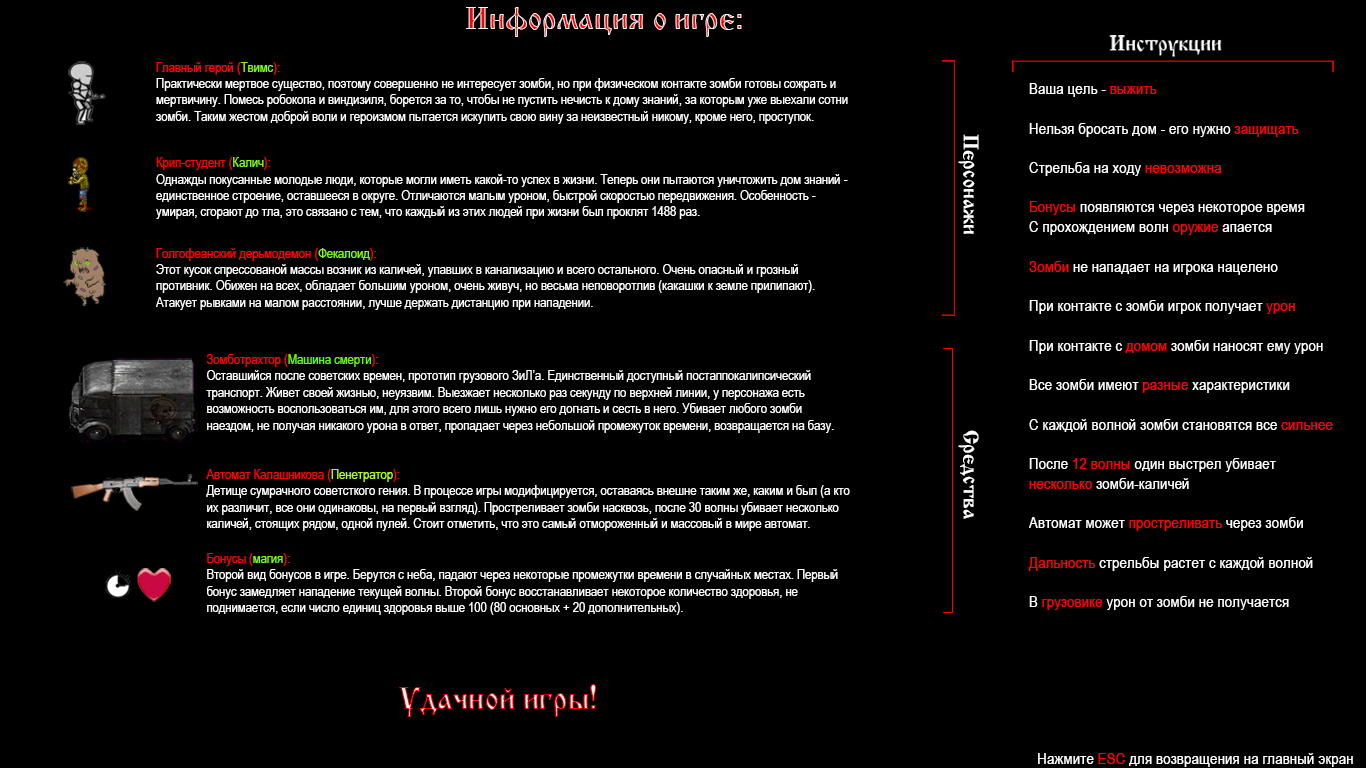 Информация о игре:
Главный герой (Твимс):
Практически мертвое существо, поэтому совершенно не интересует зомби, но при физическом контакте зомби готовы сожрать и
мертвичину. Помесь робокопа и виндизиля, борется за то, чтобы не пустить нечисть к дому знаний, за которым уже выехали сотни
зомби. Таким жестом доброй воли и героизмом пытается искупить свою вину за неизвестный никому, кроме него, проступок.
Крип-студент (Калич):
Однажды покусанные молодые люди, которые могли иметь какой-то успех в жизни. Теперь они пытаются уничтожить дом знаний -
единственное строение, оставшееся в округе. Отличаются малым уроном, быстрой скоростью передвижения. Особенность -
умирая, сгорают до тла, это связано с тем, что каждый из этих людей при жизни был проклят 1488 раз.
Голгофеанский дерьмодемон (Фекалоид):
Этот кусок спрессованой массы возник из каличей, упавших в канализацию и всего остального. Очень опасный и грозный
противник. Обижен на всех, обладает большим уроном, очень живуч, но весьма неповоротлив (какашки к земле прилипают).
Атакует рывками на малом расстоянии, лучше держать дистанцию при нападении.
Персонажи
Зомботрахтор (Машина смерти):
Оставшийся после советских времен, прототип грузового ЗиЛ'а. Единственный доступный постаппокалипсический
транспорт. Живет своей жизнью, неуязвим. Выезжает несколько раз секунду по верхней линии, у персонажа есть
возможность воспользоваться им, для этого всего лишь нужно его догнать и сесть в него. Убивает любого зомби
наездом, не получая никакого урона в ответ, пропадает через небольшой промежуток времени, возвращается на базу.
Автомат Калашникова (Пенетратор):
Детище сумрачного советсткого гения. В процессе игры модифицируется, оставаясь внешне таким же, каким и был (а кто
их различит, все они одинаковы, на первый взгляд). Простреливает зомби насквозь, после 30 волны убивает несколько
каличей, стоящих рядом, одной пулей. Стоит отметить, что это самый отмороженный и массовый в мире автомат.
Бонусы (магия):
Второй вид бонусов в игре. Берутся с неба, падают через некоторые промежутки времени в случайных местах. Первый
бонус замедляет нападение текущей волны. Второй бонус восстанавливает некоторое количество здоровья, не
поднимается, если число единиц здоровья выше 100 (80 основных + 20 дополнительных).
Средства
Удачной игры!
Инструкции
Ваша цель - выжить
Нельзя бросать дом - его нужно защищать
Стрельба на ходу невозможна
Бонусы появляются через некоторое время
С прохождением волн оружие апается
Зомби не нападает на игрока нацелено
При контакте с зомби игрок получает урон
При контакте с домом зомби наносят ему урон
Все зомби имеют разные характеристики
С каждой волной зомби становятся все сильнее
После 12 волны один выстрел убивает
несколько зомби-каличей
Автомат может простреливать через зомби
Дальность стрельбы растет с каждой волной
В грузовике урон от зомби не получается
Нажмите ESC для возвращения на главный экран